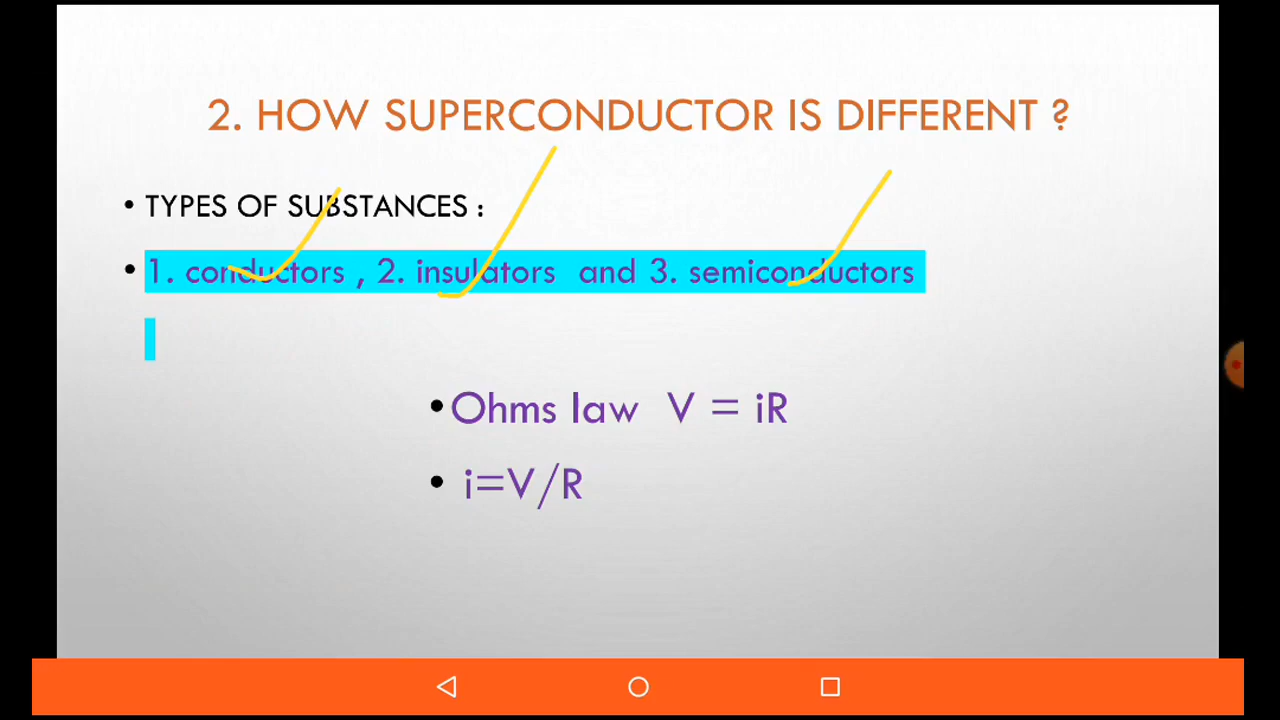 2. HOW SUPERCONDUCTOR IS DIFFERENT ?
• TYPES OF SUBSTANCES :
• 1. conductors , 2. insulators and 3. semiconductors
• Ohms law V = iR
• i=V/R